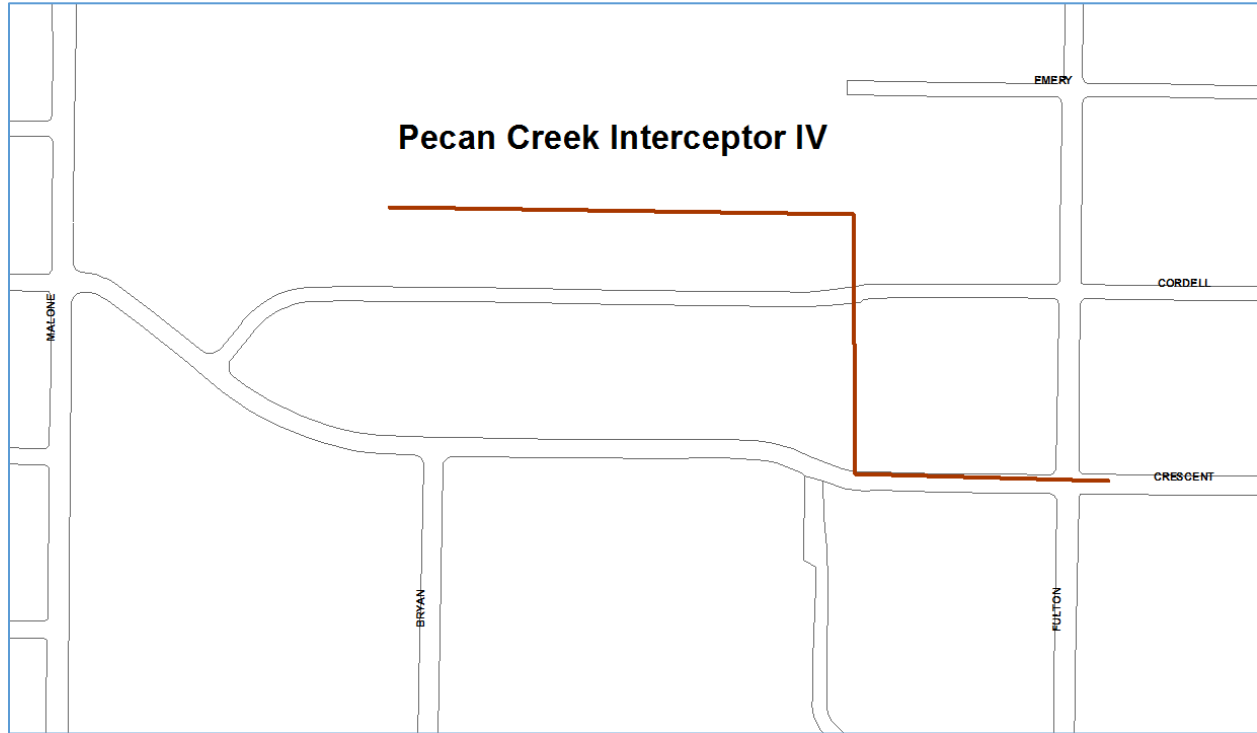 EMERY
Pecan Creek Interceptor IV
CORDELL
MALONE
CRESCENT
BRYAN
FULTON